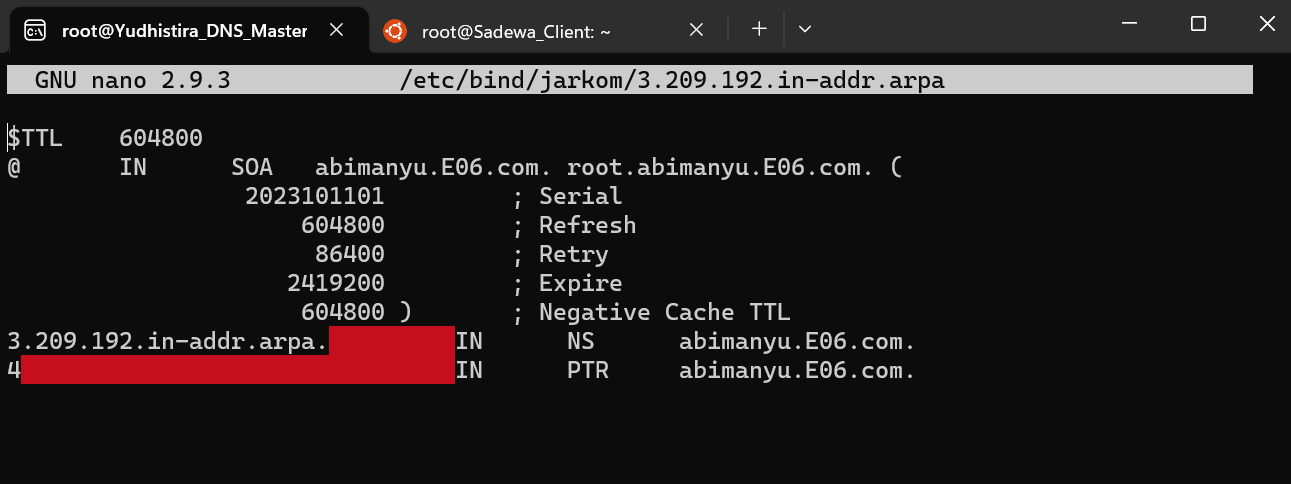 root@Yudhistira_DNS_Master root@Sadewa_Client: ~
GNU nano 2.9.3 /etc/bind/jarkom/3.209.192.in-addr.arpa
$TTL 604800
@ IN SOA abimanyu.E06.com. root.abimanyu.E06.com. (
2023101101 ; Serial
604800 ; Refresh
86400 ; Retry
2419200 ; Expire
604800 ) ; Negative Cache TTL
3.209.192.in-addr.arpa. IN NS abimanyu.E06.com.
4 IN PTR abimanyu.E06.com.